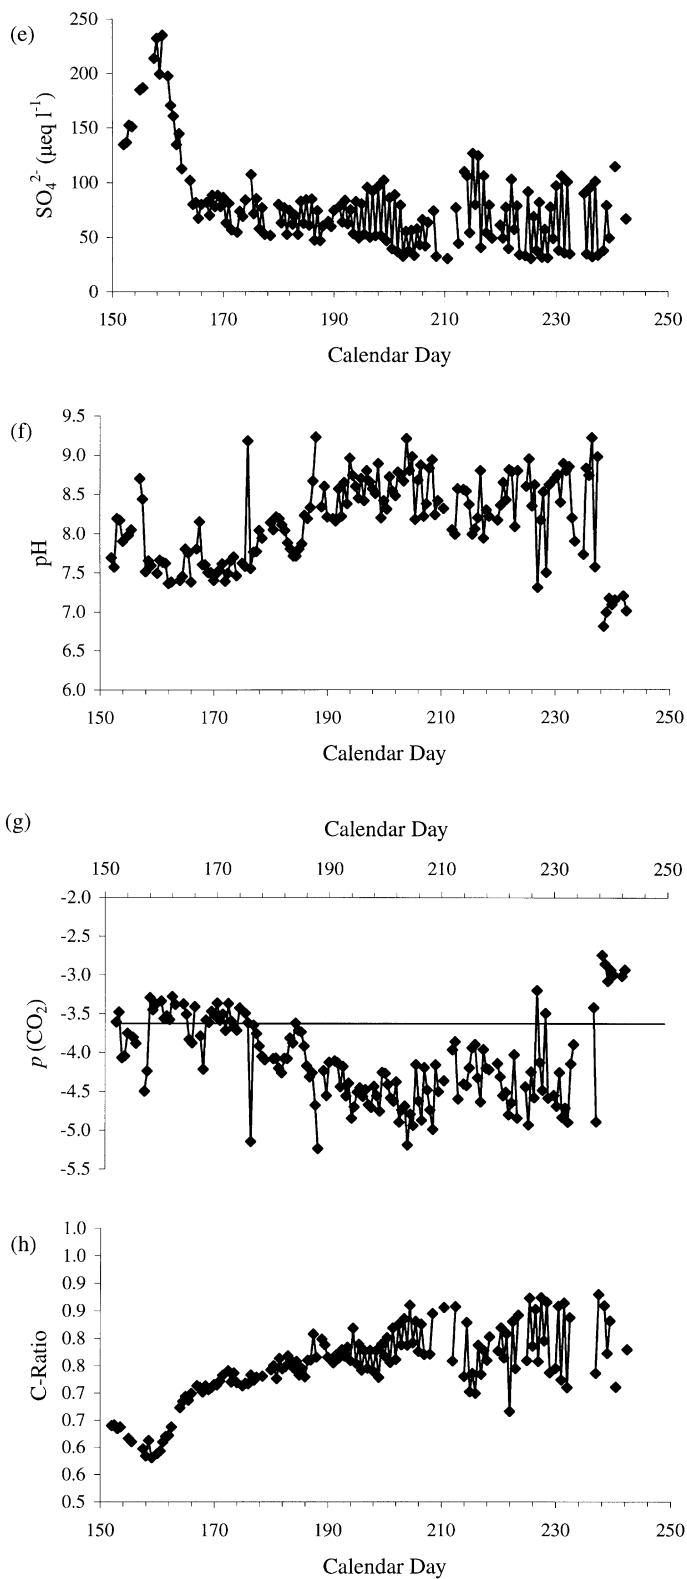 (e)
SO₄²⁻ (µeq l⁻¹)
250
200
150
100
50
0
150 170 190 210 230 250
Calendar Day
(f)
pH
9.5
9.0
8.5
8.0
7.5
7.0
6.5
6.0
150 170 190 210 230 250
Calendar Day
(g)
Calendar Day
150 170 190 210 230 250
p (CO₂)
-2.0
-2.5
-3.0
-3.5
-4.0
-4.5
-5.0
-5.5
(h)
C-Ratio
1.0
1.0
0.9
0.9
0.8
0.8
0.7
0.7
0.6
0.6
0.5
150 170 190 210 230 250
Calendar Day